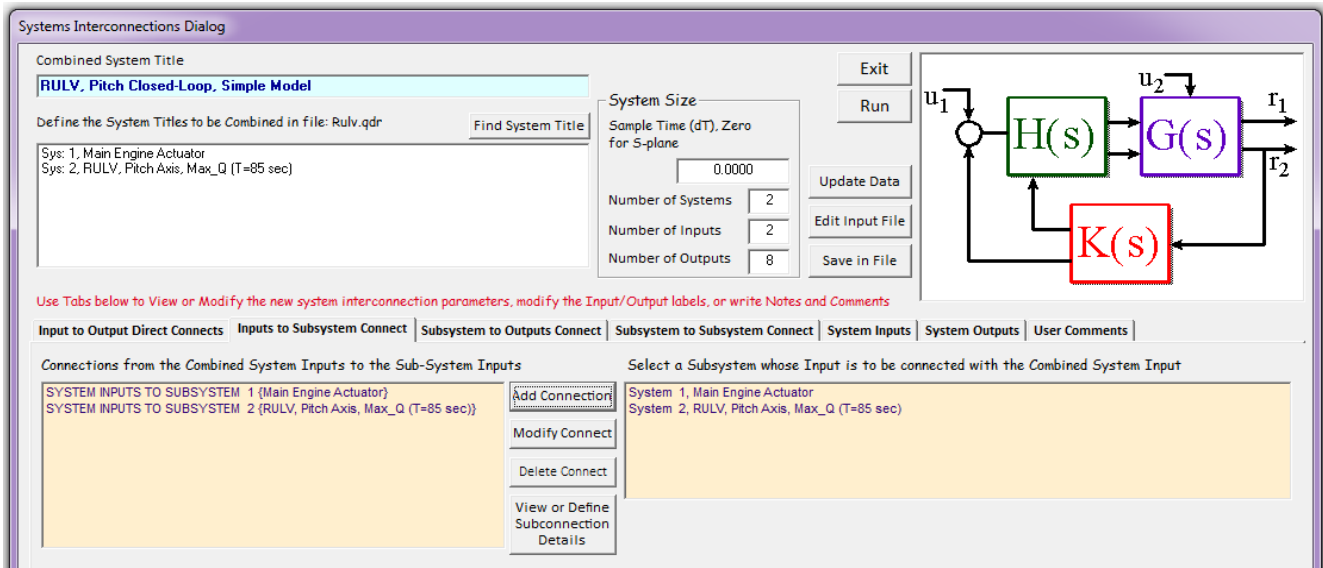 Systems Interconnections Dialog
Combined System Title
RULV, Pitch Closed-Loop, Simple Model
Define the System Titles to be Combined in file: Rulv.qdr
Find System Title
Sys: 1, Main Engine Actuator
Sys: 2, RULV, Pitch Axis, Max_Q (T=85 sec)
System Size
Sample Time (dT), Zero
for S-plane
0.0000
Number of Systems 2
Number of Inputs 2
Number of Outputs 8
Exit
Run
Update Data
Edit Input File
Save in File
u1
u2
H(s)
G(s)
r1
r2
K(s)
Use Tabs below to View or Modify the new system interconnection parameters, modify the Input/Output labels, or write Notes and Comments
Input to Output Direct Connects Inputs to Subsystem Connect Subsystem to Outputs Connect Subsystem to Subsystem Connect System Inputs System Outputs User Comments
Connections from the Combined System Inputs to the Sub-System Inputs
SYSTEM INPUTS TO SUBSYSTEM 1 {Main Engine Actuator}
SYSTEM INPUTS TO SUBSYSTEM 2 {RULV, Pitch Axis, Max_Q (T=85 sec)}
Add Connection
Modify Connect
Delete Connect
View or Define
Subconnection
Details
Select a Subsystem whose Input is to be connected with the Combined System Input
System 1, Main Engine Actuator
System 2, RULV, Pitch Axis, Max_Q (T=85 sec)